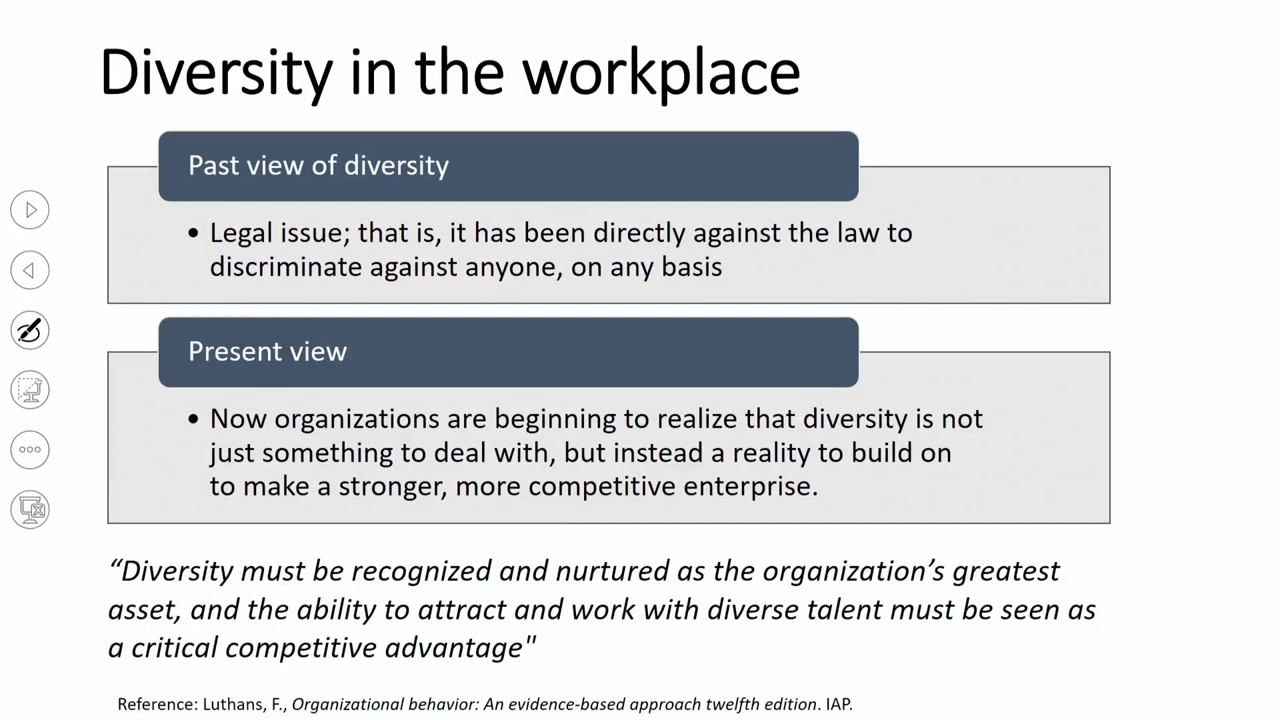 Diversity in the workplace
Past view of diversity
• Legal issue; that is, it has been directly against the law to
discriminate against anyone, on any basis
Present view
• Now organizations are beginning to realize that diversity is not
just something to deal with, but instead a reality to build on
to make a stronger, more competitive enterprise.
“Diversity must be recognized and nurtured as the organization’s greatest
asset, and the ability to attract and work with diverse talent must be seen as
a critical competitive advantage"
Reference: Luthans, F., Organizational behavior: An evidence-based approach twelfth edition. IAP.